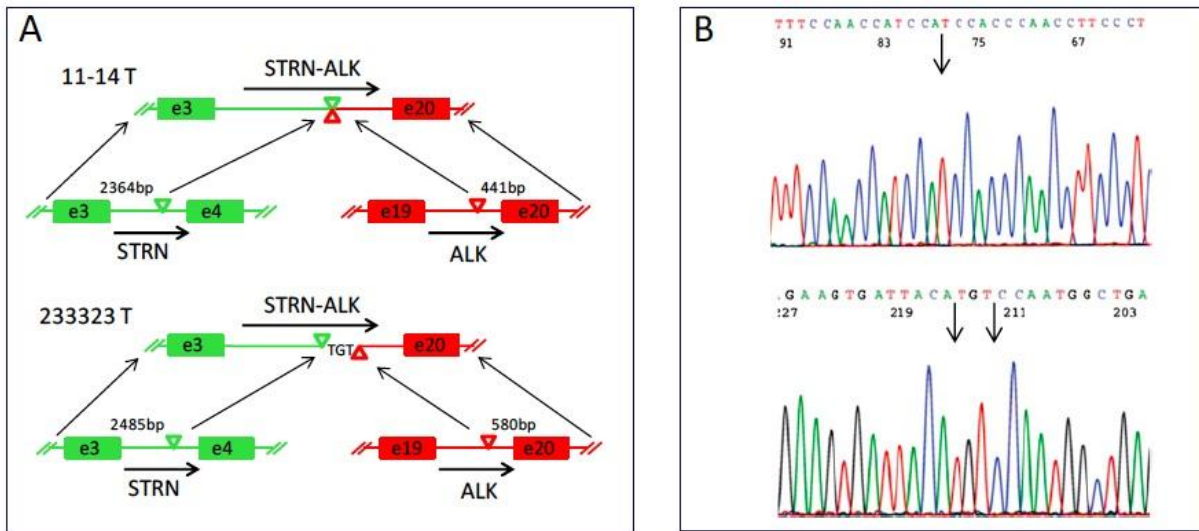 A
11-14 T
STRN-ALK
e3
e20
2364bp
441bp
e3
e4
e19
e20
STRN
ALK
STRN-ALK
233323 T
e3
TGT
e20
2485bp
580bp
e3
e4
e19
e20
STRN
ALK
B
TTTCCAACCATCCATCCACCCAACCTTCCCT
91 83 75 67
.GAAGTGATTACATGTCCAATGGCTGA
:27 219 211 203